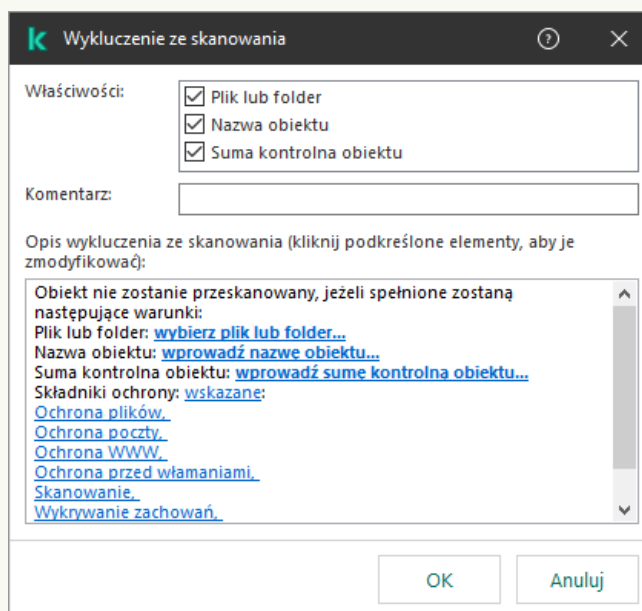 Wykluczenie ze skanowania
Właściwości:
Plik lub folder
Nazwa obiektu
Suma kontrolna obiektu
Komentarz:
Opis wykluczenia ze skanowania (kliknij podkreślone elementy, aby je
zmodyfikować):
Obiekt nie zostanie przeskanowany, jeżeli spełnione zostaną
następujące warunki:
Plik lub folder: wybierz plik lub folder...
Nazwa obiektu: wprowadź nazwę obiektu...
Suma kontrolna obiektu: wprowadź sumę kontrolną obiektu...
Składniki ochrony: wskazane:
Ochrona plików,
Ochrona poczty,
Ochrona WWW,
Ochrona przed włamaniami,
Skanowanie,
Wykrywanie zachowań,
OK
Anuluj